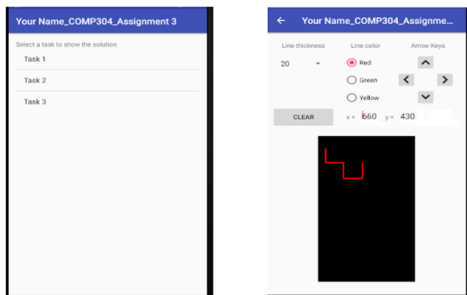 Your Name_COMP304_Assignment 3
Select a task to show the solution
Task 1
Task 2
Task 3
Your Name_COMP304_Assignme...
Line thickness Line color Arrow Keys
20 Red
Green
Yellow
CLEAR x = 660 y = 430